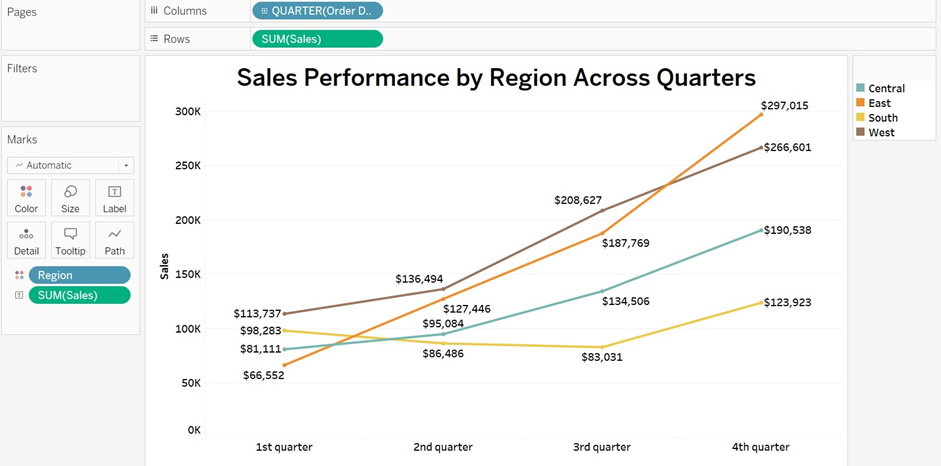 Pages
Columns
QUARTER(Order D..
Rows
SUM(Sales)
Filters
Marks
Automatic
Color
Size
Label
Detail
Tooltip
Path
Region
SUM(Sales)
Sales Performance by Region Across Quarters
Sales
300K
250K
200K
150K
100K
50K
0K
$113,737
$98,283
$81,111
$66,552
$136,494
$127,446
$95,084
$86,486
$208,627
$187,769
$134,506
$83,031
$297,015
$266,601
$190,538
$123,923
1st quarter
2nd quarter
3rd quarter
4th quarter
Central
East
South
West